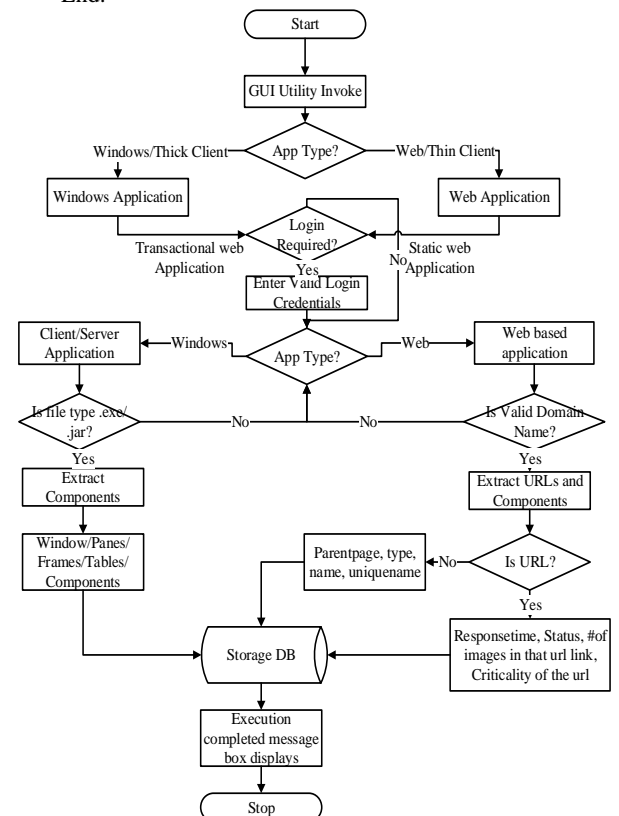 End.
Start
GUI Utility Invoke
App Type?
Windows/Thick Client
Web/Thin Client
Windows Application
Web Application
Login
Required?
Transactional web
Application
Static web
Application
No
Yes
Enter Valid Login
Credentials
Client/Server
Application
Windows
App Type?
Web
Web based
application
Is file type .exe/
.jar?
No
No
Is Valid Domain
Name?
Yes
Yes
Extract
Components
Extract URLs and
Components
Window/Panes/
Frames/Tables/
Components
Parentpage, type,
name, uniquename
No
Is URL?
Yes
Storage DB
Responsetime, Status, #of
images in that url link,
Criticality of the url
Execution
completed message
box displays
Stop